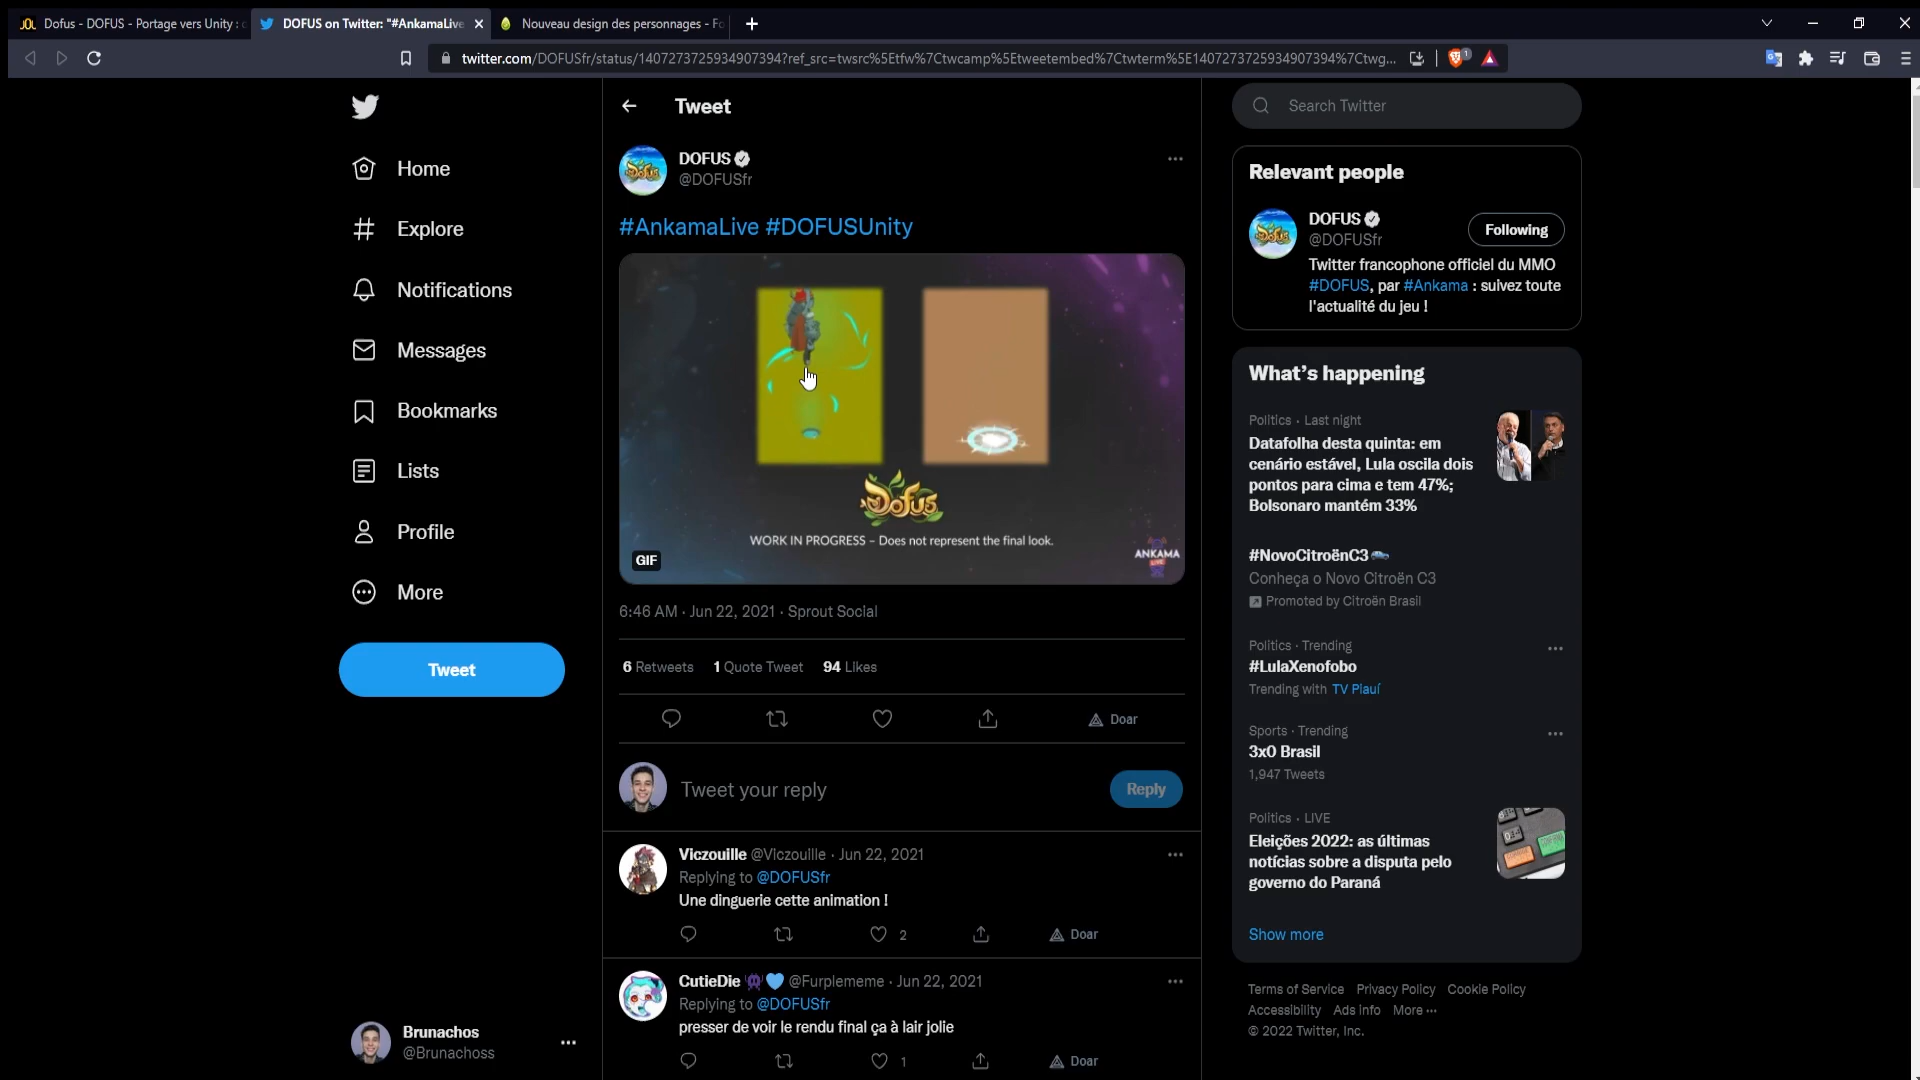 Dofus - DOFUS - Portage vers Unity :
DOFUS on Twitter: "#AnkamaLive
Nouveau design des personnages - Fo
twitter.com/DOFUSfr/status/1407273725934907394?ref_src=twsrc%5Etfw%7Ctwcamp%5Etweetembed%7Ctwterm%5E1407273725934907394%7Ctwg...
1
Home
Explore
Notifications
Messages
Bookmarks
Lists
Profile
More
Tweet
Brunachos
@Brunachoss
Tweet
DOFUS
@DOFUSfr
#AnkamaLive #DOFUSUnity
Dofus
WORK IN PROGRESS – Does not represent the final look.
ANKAMA
LIVE
GIF
6:46 AM · Jun 22, 2021 · Sprout Social
6 Retweets 1 Quote Tweet 94 Likes
Doar
Tweet your reply
Reply
Viczouille @Viczouille · Jun 22, 2021
Replying to @DOFUSfr
Une dinguerie cette animation !
2
Doar
CutieDie @Furplememe · Jun 22, 2021
Replying to @DOFUSfr
presser de voir le rendu final ça à lair jolie
1
Doar
Search Twitter
Relevant people
DOFUS
@DOFUSfr
Following
Twitter francophone officiel du MMO
#DOFUS, par #Ankama : suivez toute
l'actualité du jeu !
What's happening
Politics · Last night
Datafolha desta quinta: em
cenário estável, Lula oscila dois
pontos para cima e tem 47%;
Bolsonaro mantém 33%
#NovoCitroënC3
Conheça o Novo Citroën C3
Promoted by Citroën Brasil
Politics · Trending
#LulaXenofobo
Trending with TV Piauí
Sports · Trending
3x0 Brasil
1,947 Tweets
Politics · LIVE
Eleições 2022: as últimas
notícias sobre a disputa pelo
governo do Paraná
Show more
Terms of Service Privacy Policy Cookie Policy
Accessibility Ads info More ···
© 2022 Twitter, Inc.